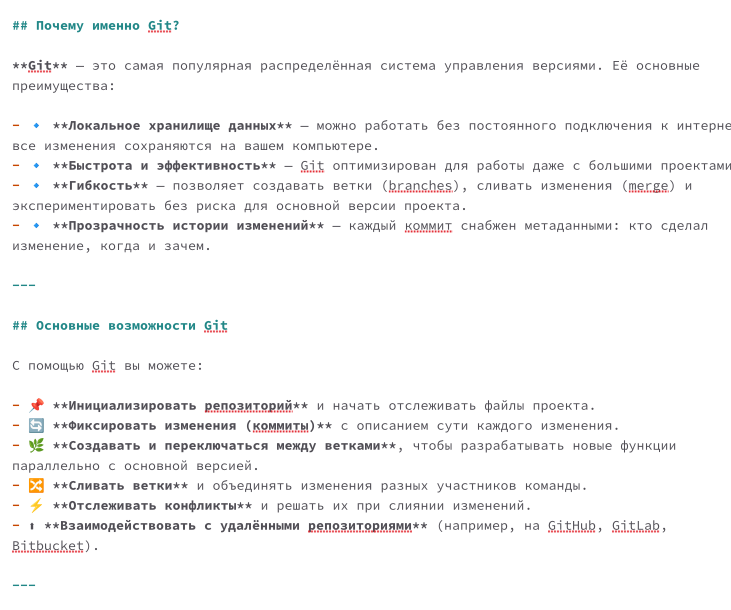 ## Почему именно Git?
**Git** — это самая популярная распределённая система управления версиями. Её основные
преимущества:
- 🔹 **Локальное хранилище данных** — можно работать без постоянного подключения к интерне
все изменения сохраняются на вашем компьютере.
- 🔹 **Быстрота и эффективность** — Git оптимизирован для работы даже с большими проектами
- 🔹 **Гибкость** — позволяет создавать ветки (branches), сливать изменения (merge) и
экспериментировать без риска для основной версии проекта.
- 🔹 **Прозрачность истории изменений** — каждый коммит снабжен метаданными: кто сделал
изменение, когда и зачем.
---
## Основные возможности Git
С помощью Git вы можете:
- 📌 **Инициализировать репозиторий** и начать отслеживать файлы проекта.
- 🔄 **Фиксировать изменения (коммиты)** с описанием сути каждого изменения.
- 🌿 **Создавать и переключаться между ветками**, чтобы разрабатывать новые функции
параллельно с основной версией.
- 🔀 **Сливать ветки** и объединять изменения разных участников команды.
- ⚡ **Отслеживать конфликты** и решать их при слиянии изменений.
- ⬆ **Взаимодействовать с удалёнными репозиториями** (например, на GitHub, GitLab,
Bitbucket).
---